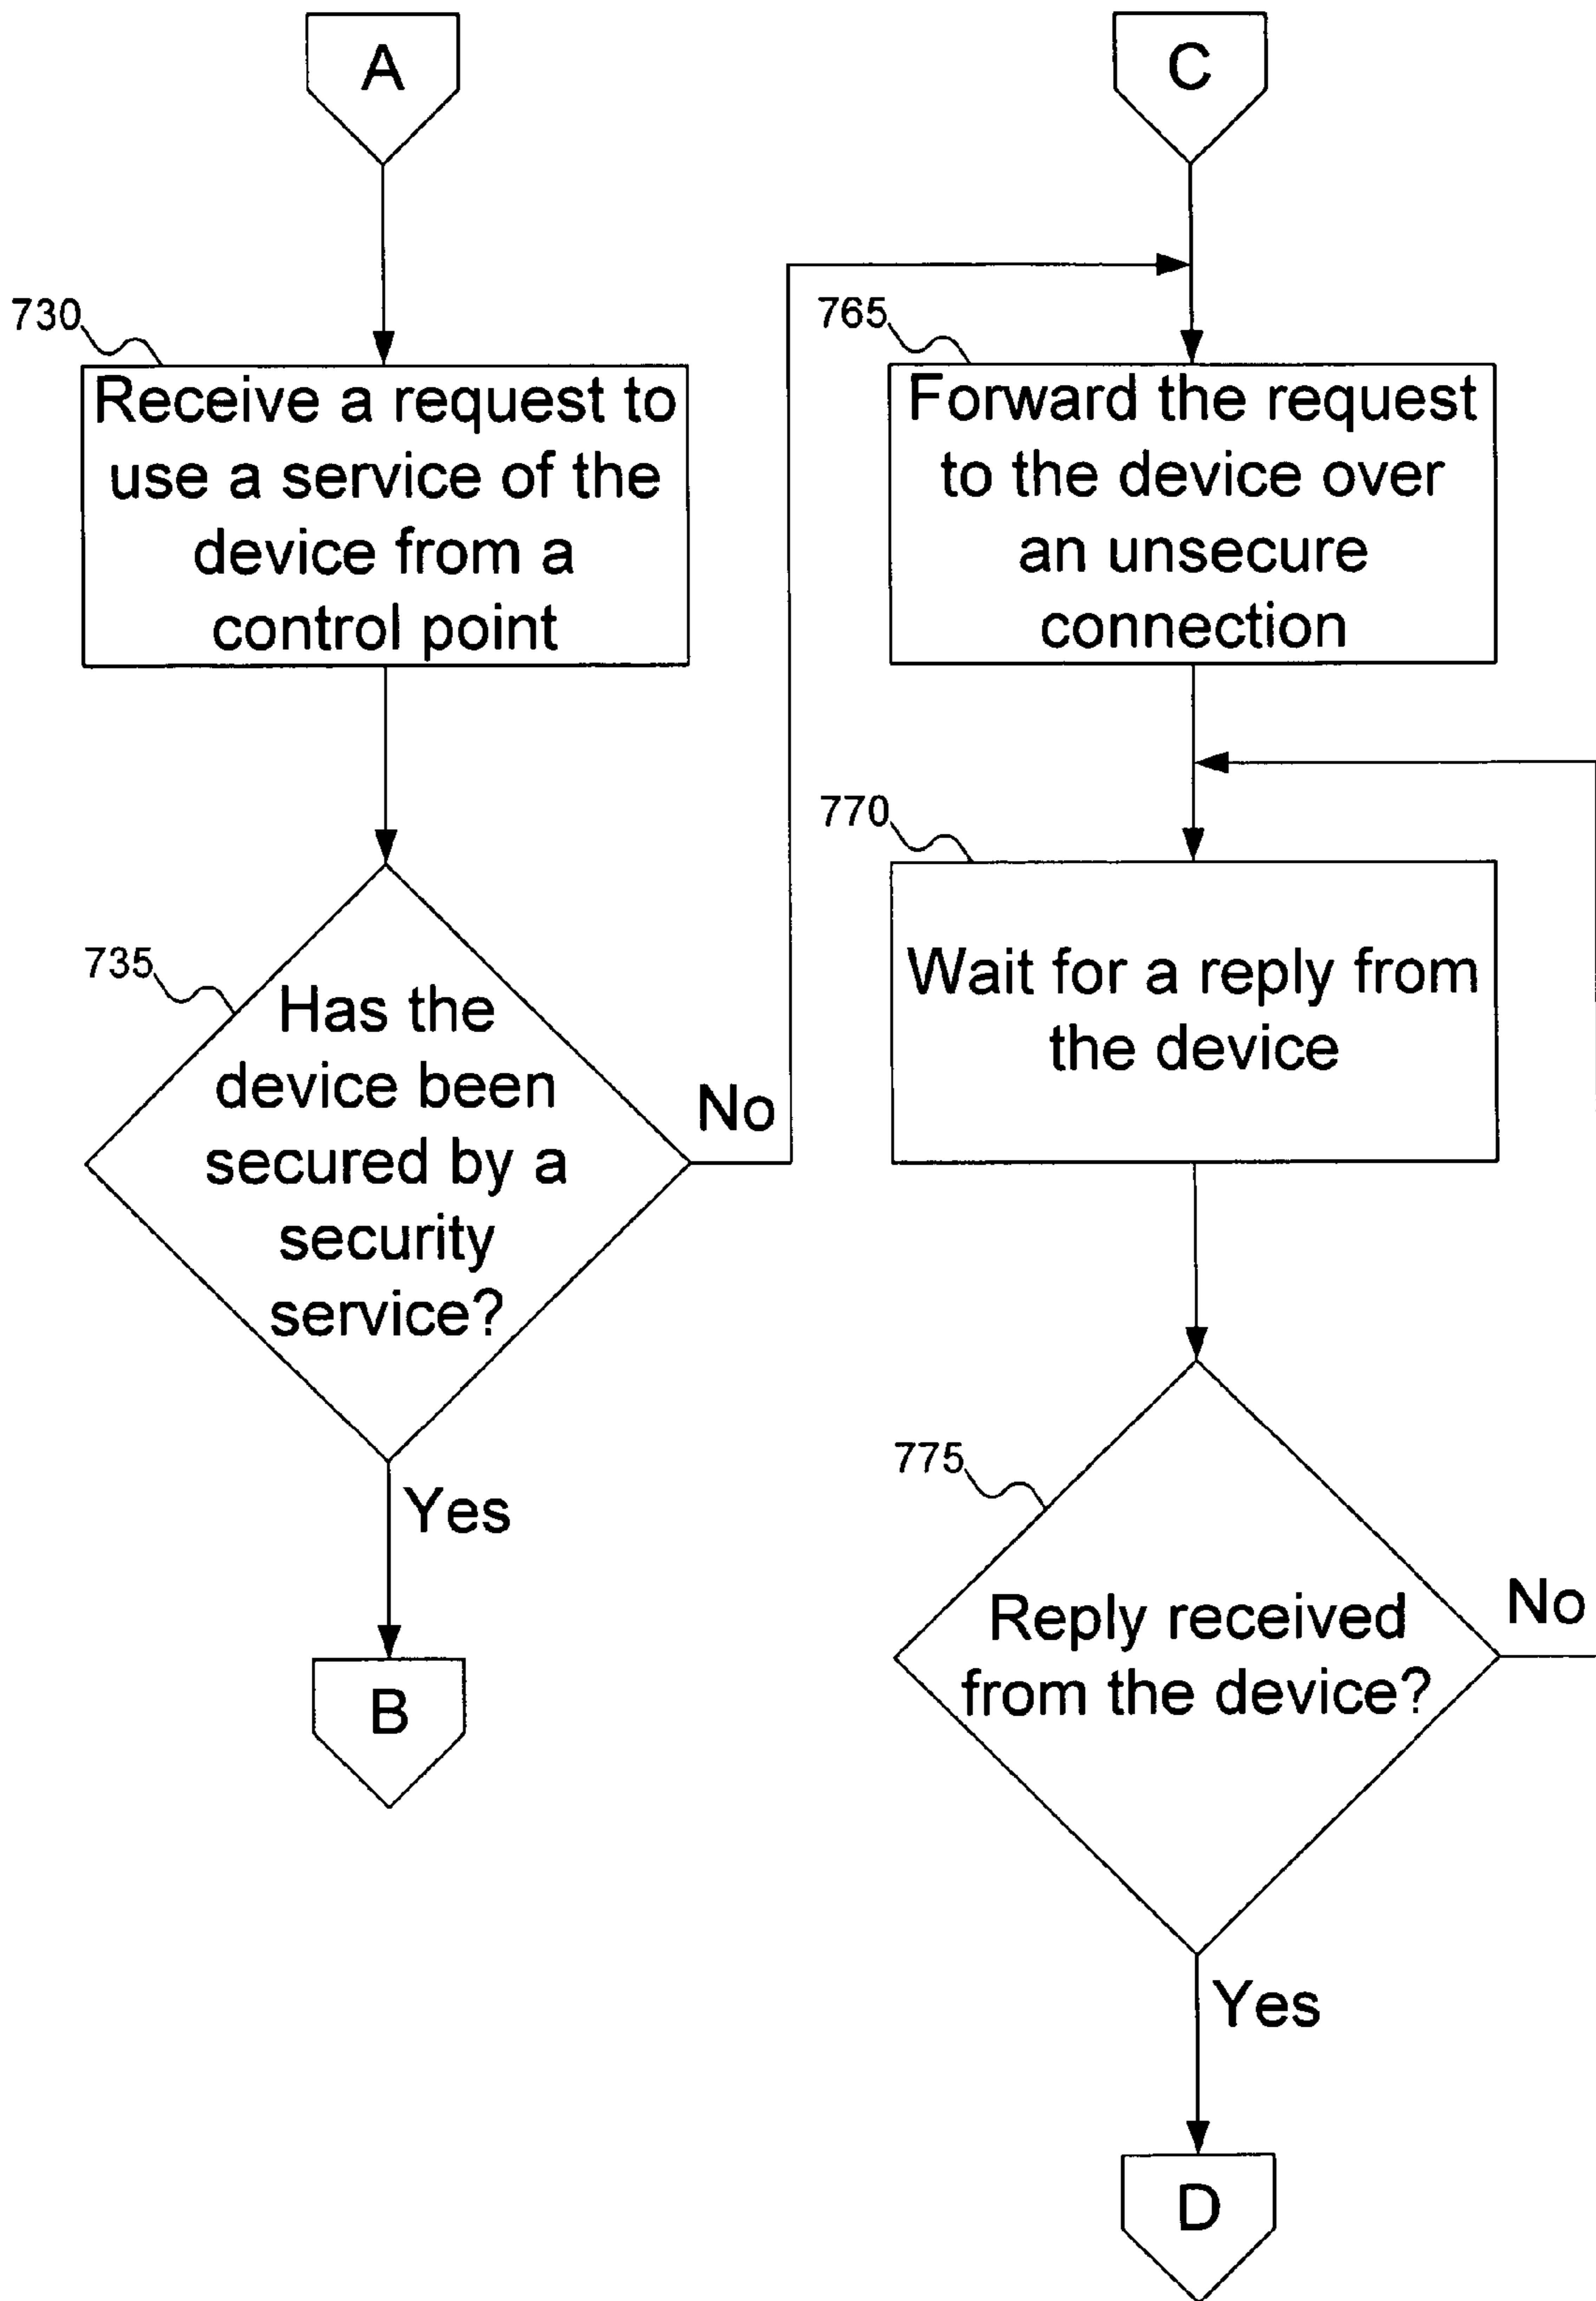 A
730
Receive a request to
use a service of the
device from a
control point
735
Has the
device been
secured by a
security
service?
No
Yes
B
C
765
Forward the request
to the device over
an unsecure
connection
770
Wait for a reply from
the device
775
Reply received
from the device?
No
Yes
D